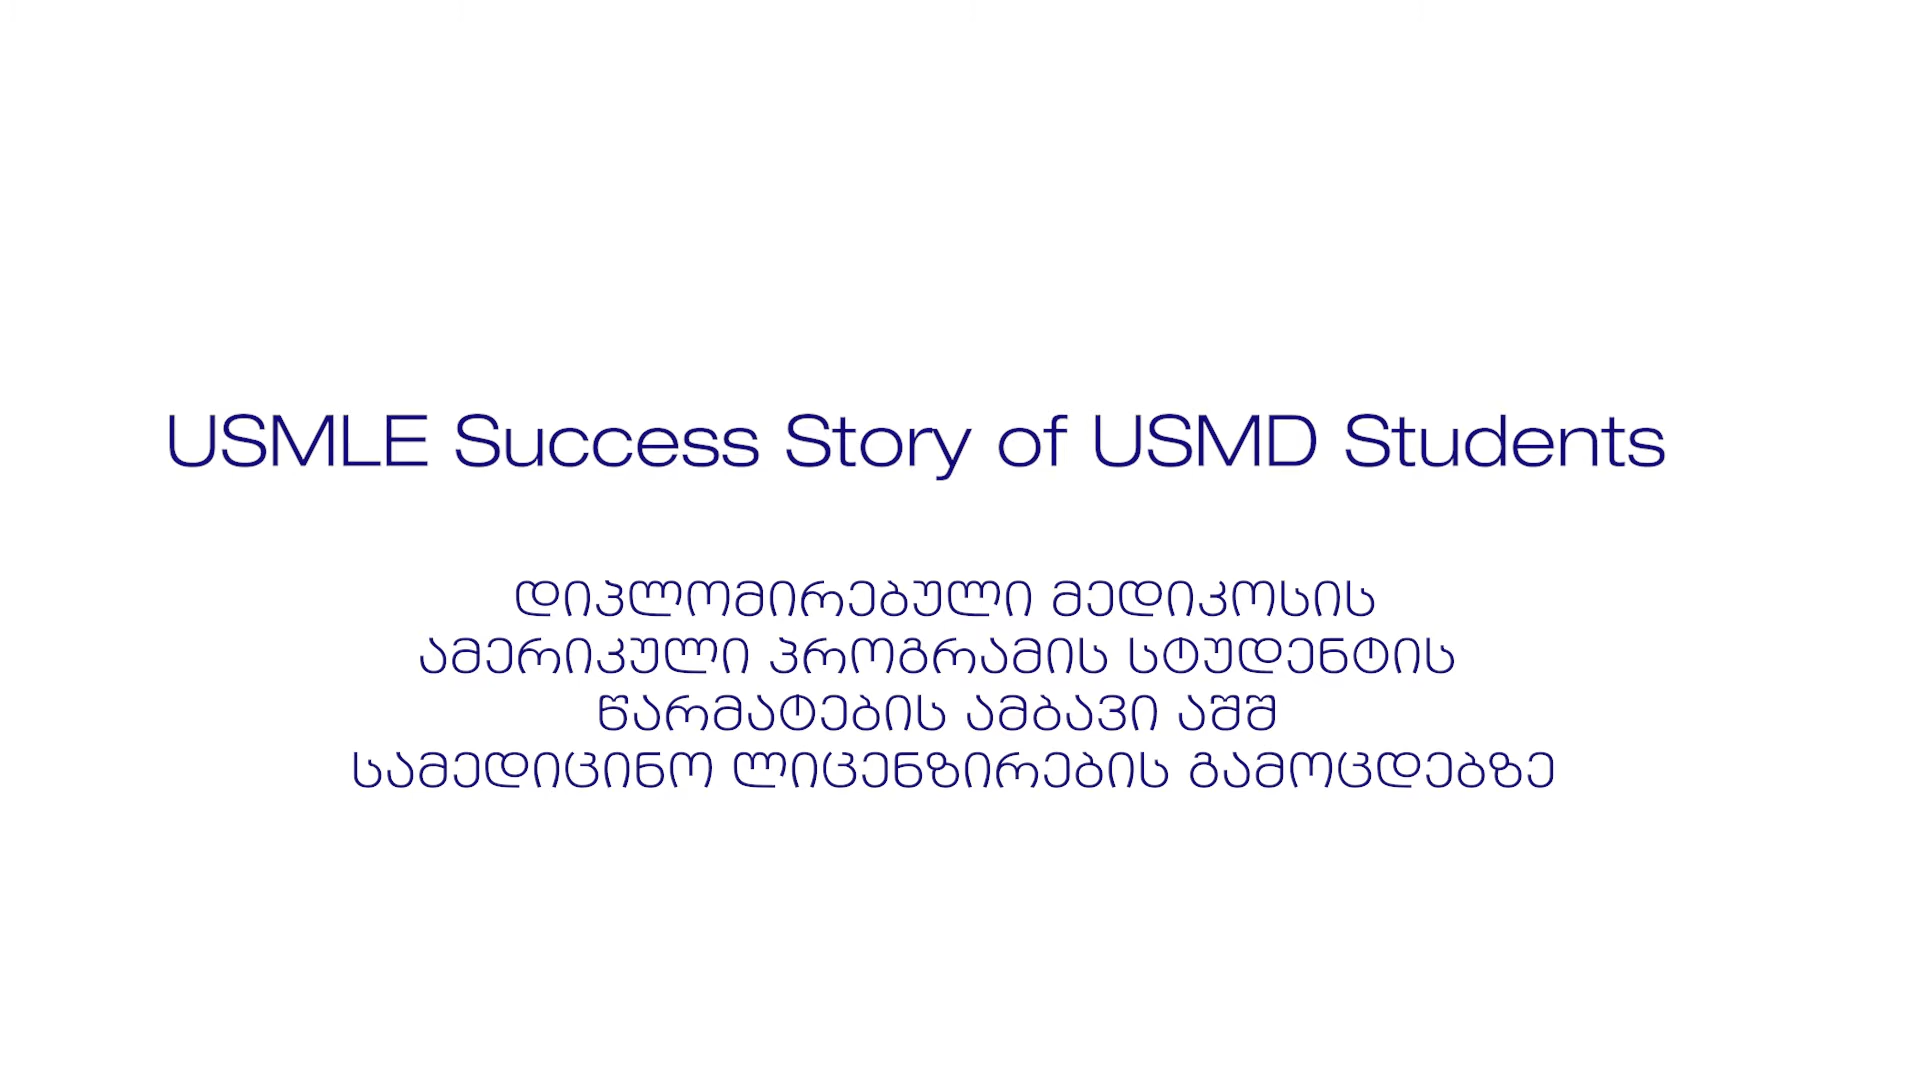 USMLE Success Story of USMD Students
დიპლომირებული მედიკოსის
ამერიკული პროგრამის სტუდენტის
წარმატების ამბავი აშშ
სამედიცინო ლიცენზირების გამოცდებზე